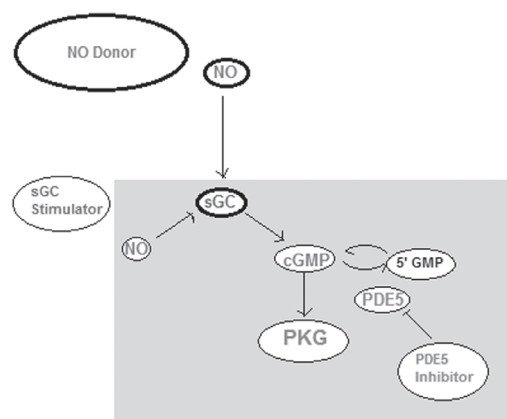 NO Donor
NO
sGC
Stimulator
sGC
NO
cGMP
5' GMP
PDE5
PKG
PDE5
Inhibitor